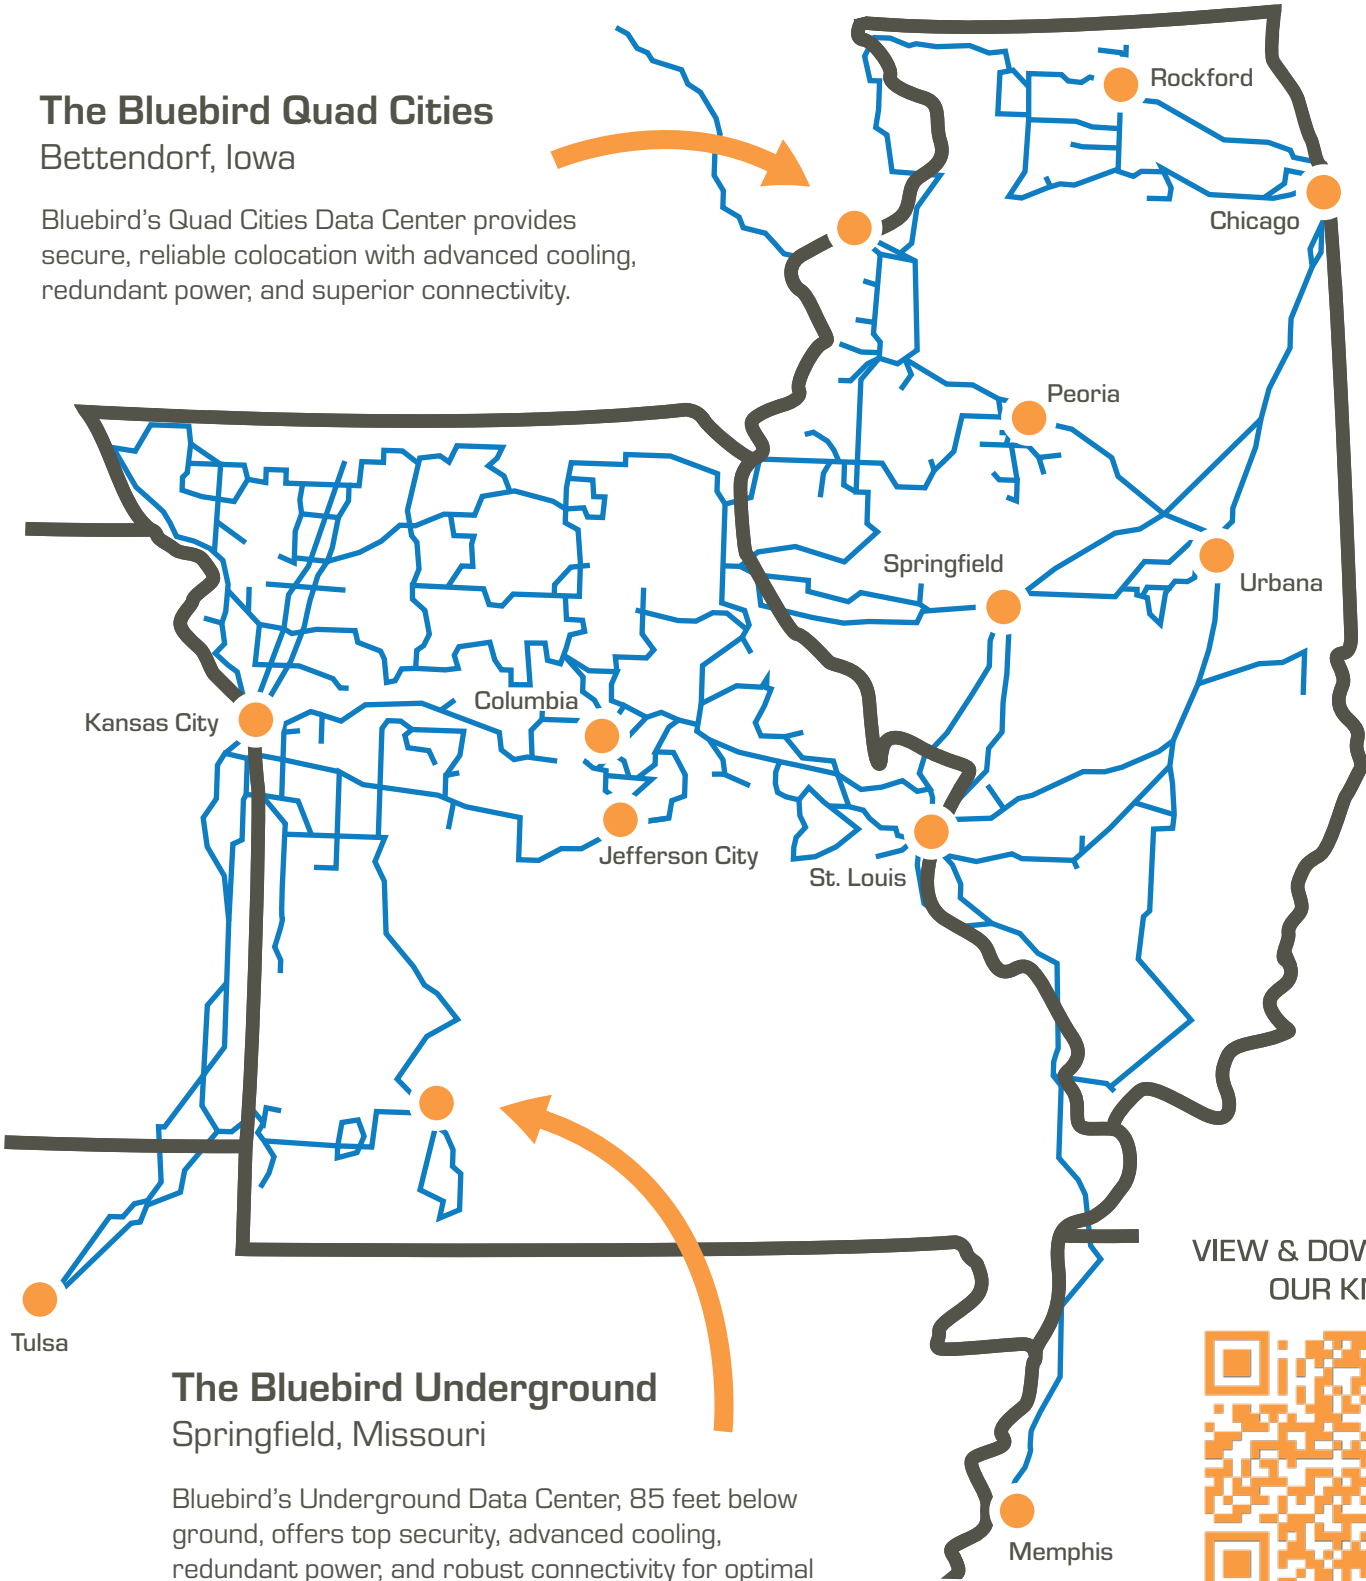 The Bluebird Quad Cities
Bettendorf, Iowa
Bluebird's Quad Cities Data Center provides
secure, reliable colocation with advanced cooling,
redundant power, and superior connectivity.
Rockford
Chicago
Peoria
Springfield
Urbana
Columbia
Kansas City
Jefferson City
St. Louis
VIEW &
OUR
Tulsa
The Bluebird Underground
Springfield, Missouri
Bluebird's Underground Data Center, 85 feet below
ground, offers top security, advanced cooling,
redundant power, and robust connectivity for optimal
Memphis